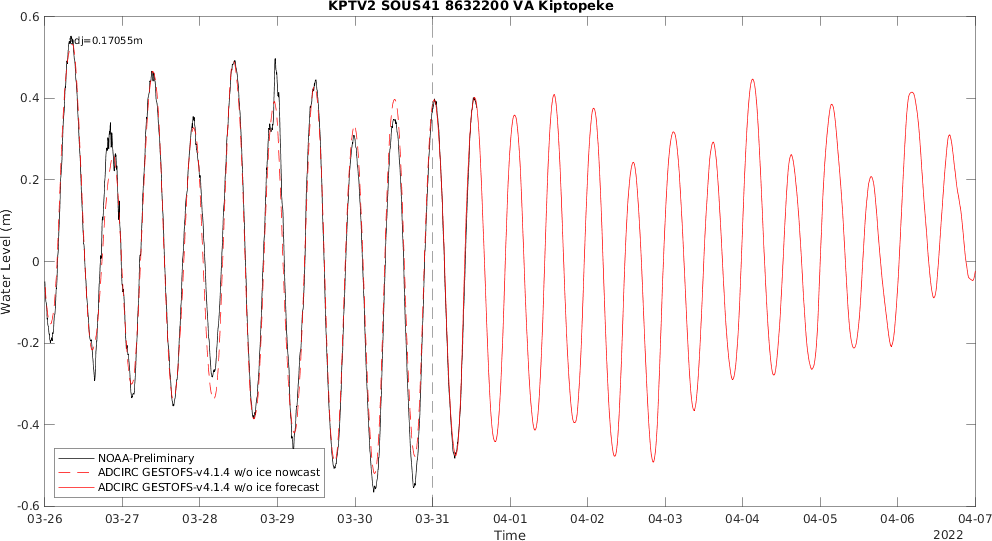 KPTV2 SOUS41 8632200 VA Kiptopeke
0.6
0.4
0.2
0
-0.2
-0.4
-0.6
Water Level (m)
adj=0.17055m
NOAA-Preliminary
ADCIRC GESTOFS-v4.1.4 w/o ice nowcast
ADCIRC GESTOFS-v4.1.4 w/o ice forecast
03-26 03-27 03-28 03-29 03-30 03-31 04-01 04-02 04-03 04-04 04-05 04-06 04-07
Time
2022